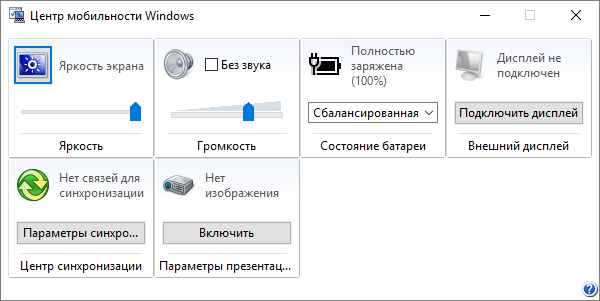 Центр мобильности Windows
Яркость экрана
Яркость
Без звука
Громкость
Полностью
заряжена
(100%)
Сбалансированная
Состояние батареи
Дисплей не
подключен
Подключить дисплей
Внешний дисплей
Нет связей для
синхронизации
Параметры синхро...
Центр синхронизации
Нет
изображения
Включить
Параметры презентац...
?